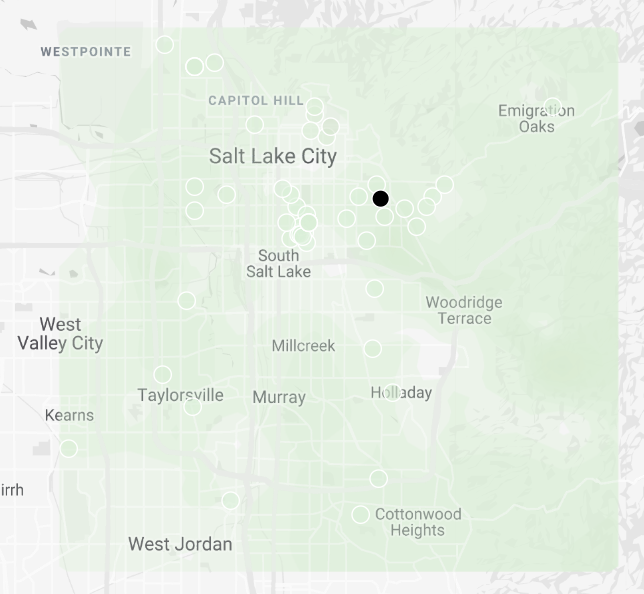 WESTPOINTE
CAPITOL HILL
Emigration
Oaks
Salt Lake City
South
Salt Lake
Woodridge
Terrace
West
Valley City
Millcreek
Taylorsville
Murray
Holladay
Kearns
irrh
Cottonwood
Heights
West Jordan